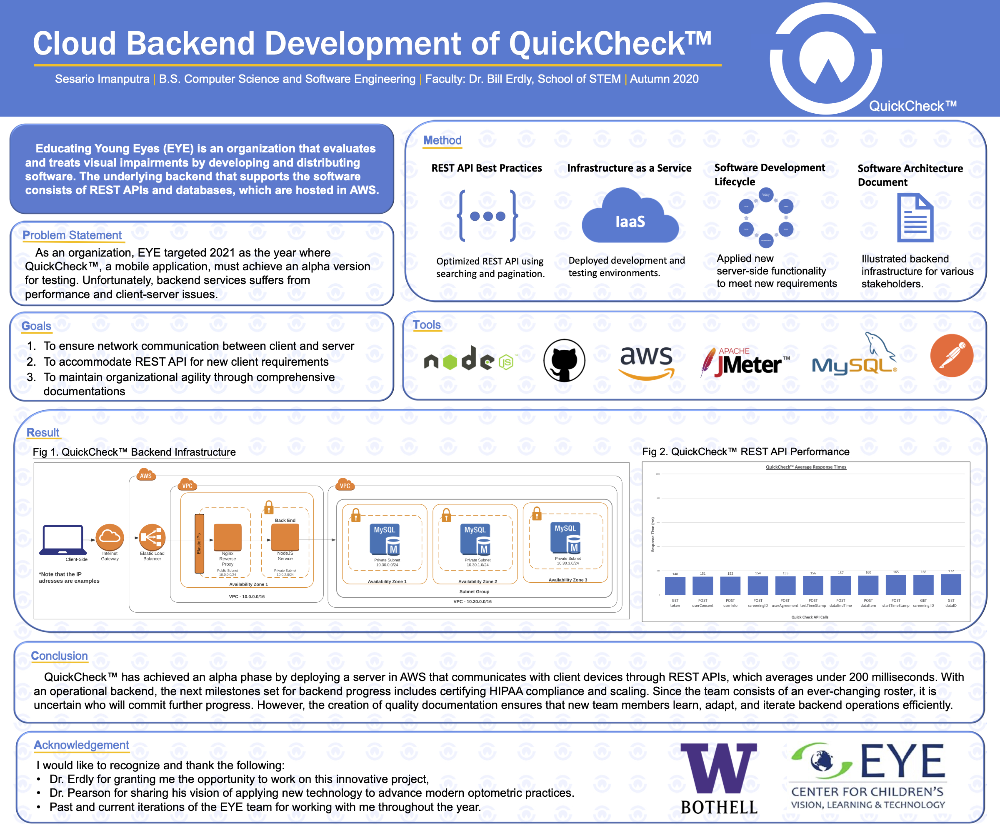 Cloud Backend Development of QuickCheck™
Sesario Imanputra | B.S. Computer Science and Software Engineering | Faculty: Dr. Bill Erdly, School of STEM | Autumn 2020
QuickCheck™
Educating Young Eyes (EYE) is an organization that evaluates
and treats visual impairments by developing and distributing
software. The underlying backend that supports the software
consists of REST APIs and databases, which are hosted in AWS.
Problem Statement
As an organization, EYE targeted 2021 as the year where
QuickCheck™, a mobile application, must achieve an alpha version
for testing. Unfortunately, backend services suffers from
performance and client-server issues.
Goals
1. To ensure network communication between client and server
2. To accommodate REST API for new client requirements
3. To maintain organizational agility through comprehensive
documentations
Method
REST API Best Practices
{•••}
Optimized REST API using
searching and pagination.
Infrastructure as a Service
IaaS
Deployed development and
testing environments.
Software Development
Lifecycle
Applied new
server-side functionality
to meet new requirements
Software Architecture
Document
Illustrated backend
infrastructure for various
stakeholders.
Tools
node JS™
aws
APACHE
JMeter™
MySQL®
Result
Fig 1. QuickCheck™ Backend Infrastructure
AWS
VPC
VPC
Client-Side
*Note that the IP
adresses are examples
Internet
Gateway
Elastic Load
Balancer
Elastic IPs
Nginx
Reverse
Proxy
Public Subnet
10.0.0.0/24
Back End
NodeJS
Service
Private Subnet
10.0.2.0/24
Availability Zone 1
VPC - 10.0.0.0/16
MySQL
M
Private Subnet
10.30.0.0/24
Availability Zone 1
MySQL
M
Private Subnet
10.30.1.0/24
Availability Zone 2
MySQL
M
Private Subnet
10.30.3.0/24
Availability Zone 3
Subnet Group
VPC - 10.30.0.0/16
Fig 2. QuickCheck™ REST API Performance
QuickCheck™ Average Response Times
Response Time (ms)
148 151 152 154 155 156 157 160 165 166 172
GET token
POST userConsent
POST userInfo
POST screeningID
POST userAgreement
POST testTimeStamp
POST dataEndTime
POST dataItem
POST startTimeStamp
GET screening ID
GET dataID
Quick Check API Calls
Conclusion
QuickCheck™ has achieved an alpha phase by deploying a server in AWS that communicates with client devices through REST APIs, which averages under 200 milliseconds. With
an operational backend, the next milestones set for backend progress includes certifying HIPAA compliance and scaling. Since the team consists of an ever-changing roster, it is
uncertain who will commit further progress. However, the creation of quality documentation ensures that new team members learn, adapt, and iterate backend operations efficiently.
Acknowledgement
I would like to recognize and thank the following:
• Dr. Erdly for granting me the opportunity to work on this innovative project,
• Dr. Pearson for sharing his vision of applying new technology to advance modern optometric practices.
• Past and current iterations of the EYE team for working with me throughout the year.
W
BOTHELL
EYE
CENTER FOR CHILDREN'S
VISION, LEARNING & TECHNOLOGY